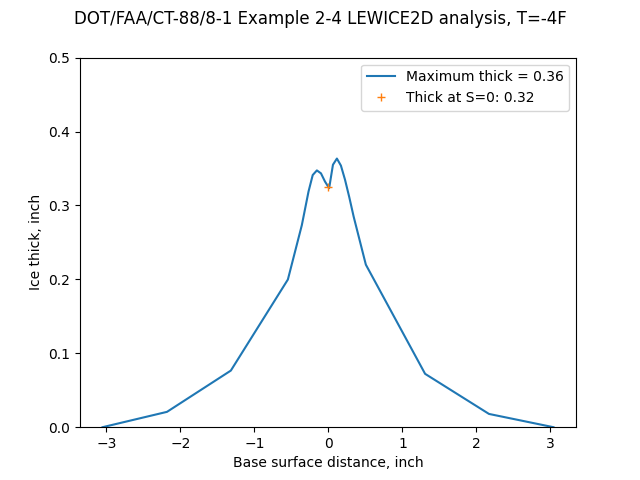 DOT/FAA/CT-88/8-1 Example 2-4 LEWICE2D analysis, T=-4F
Maximum thick = 0.36
Thick at S=0: 0.32
Ice thick, inch
0.5
0.4
0.3
0.2
0.1
0.0
−3 −2 −1 0 1 2 3
Base surface distance, inch